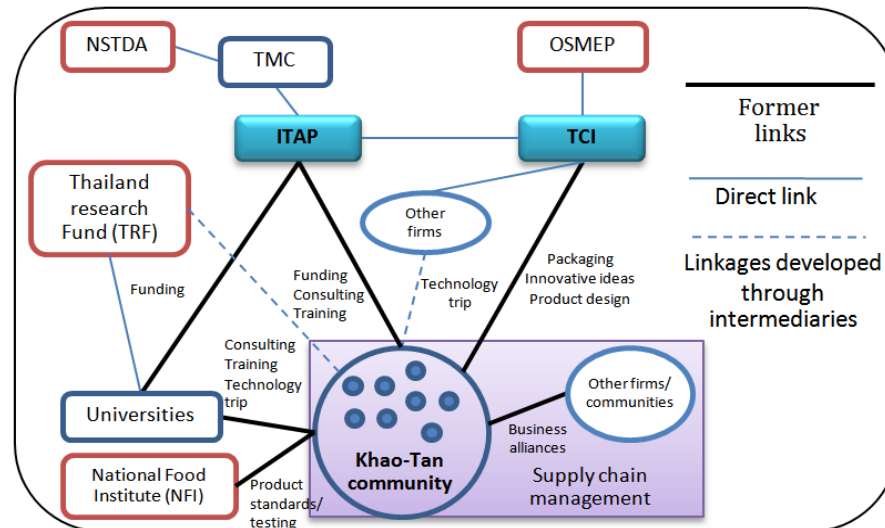 NSTDA
TMC
OSMEP
ITAP
TCI
Former
links
Direct link
Linkages developed
through
intermediaries
Thailand
research
Fund (TRF)
Other
firms
Funding
Funding
Consulting
Training
Technology
trip
Packaging
Innovative ideas
Product design
Consulting
Training
Technology
trip
Universities
National Food
Institute (NFI)
Product
standards/
testing
Khao-Tan
community
Business
alliances
Other firms/
communities
Supply chain
management